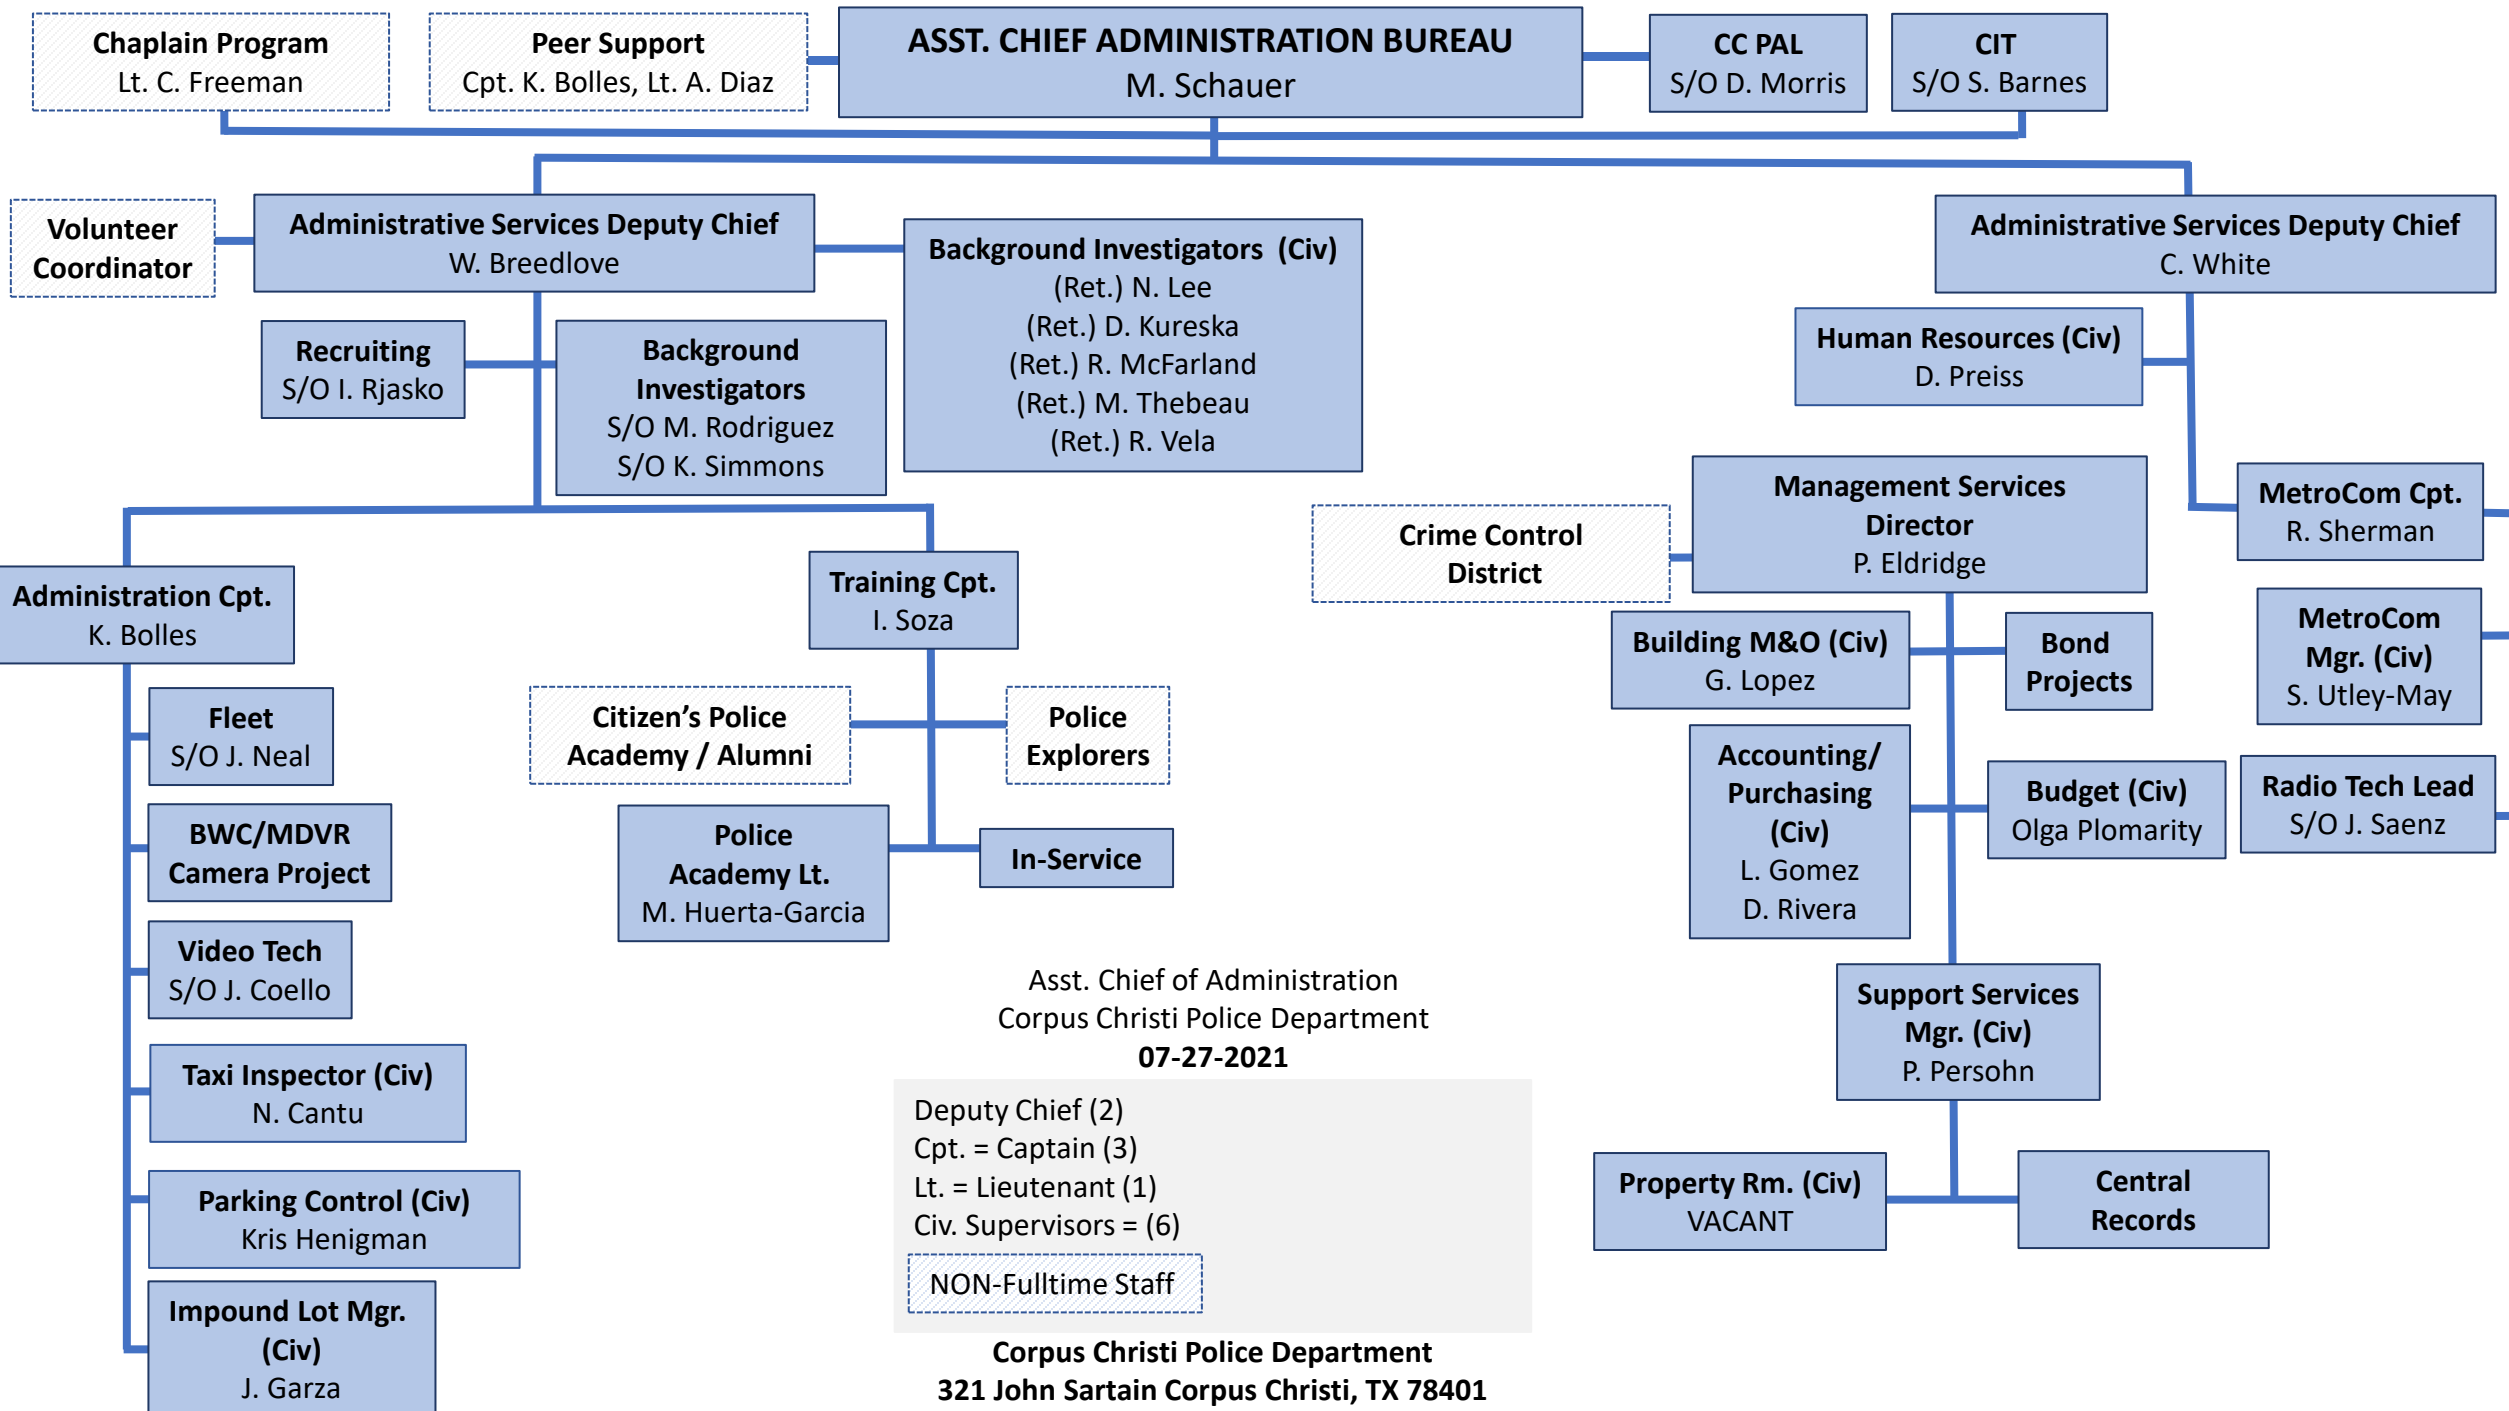 Chaplain Program
Lt. C. Freeman
Peer Support
Cpt. K. Bolles, Lt. A. Diaz
ASST. CHIEF ADMINISTRATION BUREAU
M. Schauer
CC PAL
S/O D. Morris
CIT
S/O S. Barnes
Volunteer
Coordinator
Administrative Services Deputy Chief
W. Breedlove
Background Investigators (Civ)
(Ret.) N. Lee
(Ret.) D. Kureska
(Ret.) R. McFarland
(Ret.) M. Thebeau
(Ret.) R. Vela
Administrative Services Deputy Chief
C. White
Recruiting
S/O I. Rjasko
Background
Investigators
S/O M. Rodriguez
S/O K. Simmons
Human Resources (Civ)
D. Preiss
Management Services
Director
P. Eldridge
MetroCom Cpt.
R. Sherman
Crime Control
District
Administration Cpt.
K. Bolles
Training Cpt.
I. Soza
Building M&O (Civ)
G. Lopez
Bond
Projects
MetroCom
Mgr. (Civ)
S. Utley-May
Fleet
S/O J. Neal
Citizen’s Police
Academy / Alumni
Police
Explorers
Accounting/
Purchasing
(Civ)
L. Gomez
D. Rivera
Budget (Civ)
Olga Plomarity
Radio Tech Lead
S/O J. Saenz
BWC/MDVR
Camera Project
Police
Academy Lt.
M. Huerta-Garcia
In-Service
Video Tech
S/O J. Coello
Asst. Chief of Administration
Corpus Christi Police Department
07-27-2021
Support Services
Mgr. (Civ)
P. Persohn
Taxi Inspector (Civ)
N. Cantu
Deputy Chief (2)
Cpt. = Captain (3)
Lt. = Lieutenant (1)
Civ. Supervisors = (6)
NON-Fulltime Staff
Parking Control (Civ)
Kris Henigman
Property Rm. (Civ)
VACANT
Central
Records
Impound Lot Mgr.
(Civ)
J. Garza
Corpus Christi Police Department
321 John Sartain Corpus Christi, TX 78401